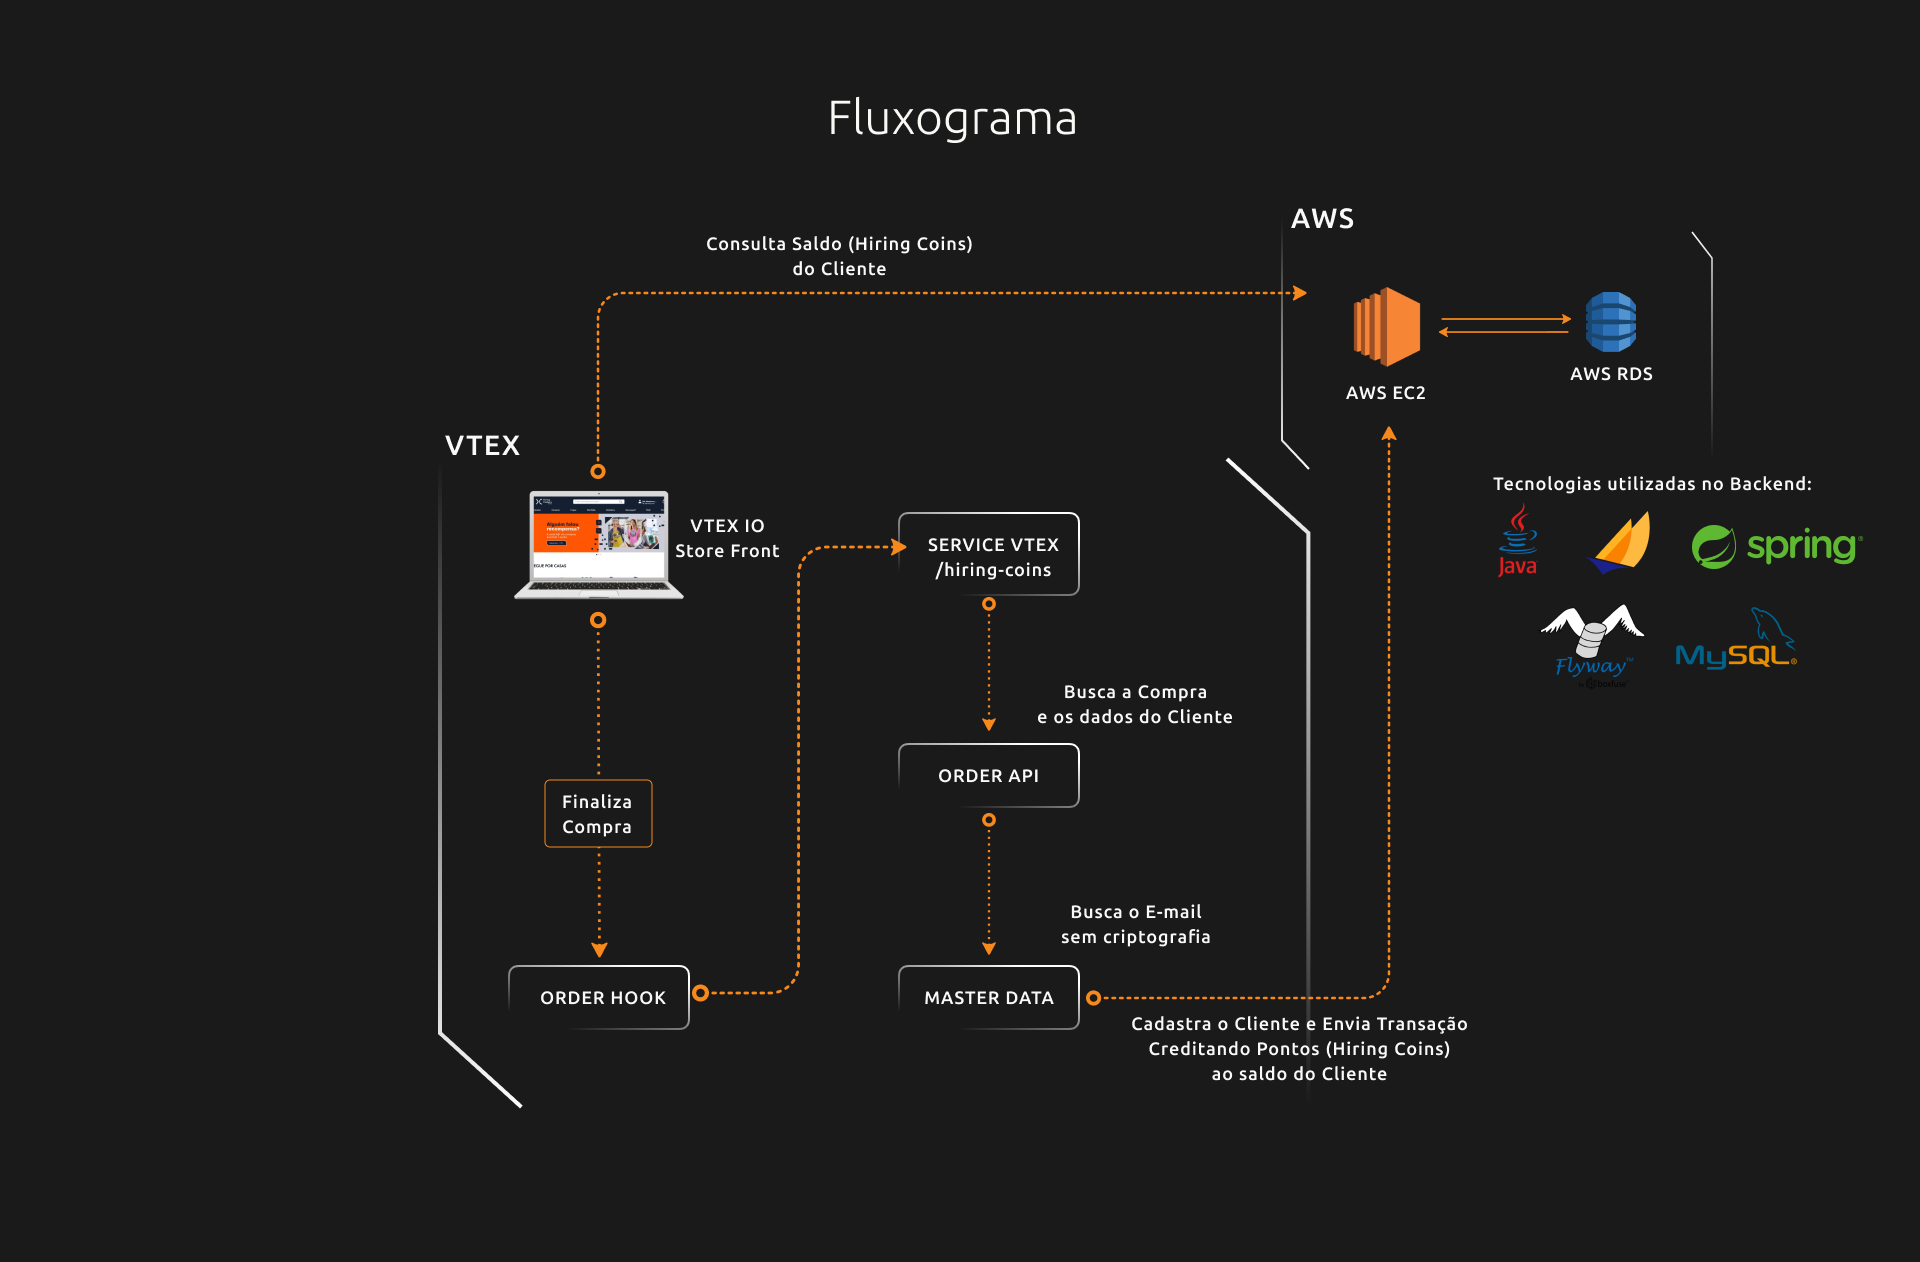 Fluxograma
AWS
Consulta Saldo (Hiring Coins)
do Cliente
AWS EC2
AWS RDS
VTEX
Tecnologias utilizadas no Backend:
Java
spring
Flyway
MySQL
VTEX IO
Store Front
SERVICE VTEX
/hiring-coins
Busca a Compra
e os dados do Cliente
ORDER API
Finaliza
Compra
Busca o E-mail
sem criptografia
ORDER HOOK
MASTER DATA
Cadastra o Cliente e Envia Transação
Creditando Pontos (Hiring Coins)
ao saldo do Cliente